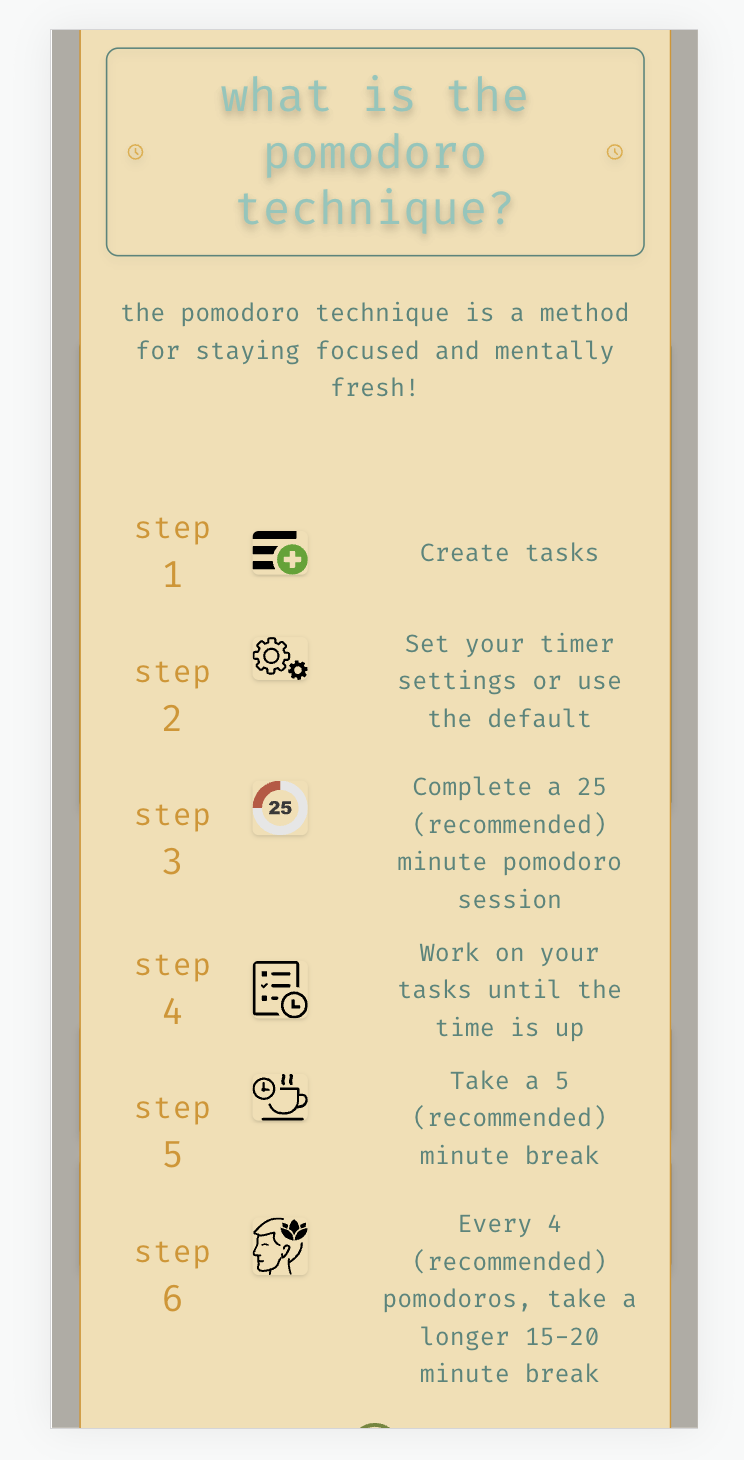 what is the
pomodoro
technique?
the pomodoro technique is a method
for staying focused and mentally
fresh!
step
1
Create tasks
step
2
Set your timer
settings or use
the default
step
3
25
Complete a 25
(recommended)
minute pomodoro
session
step
4
Work on your
tasks until the
time is up
step
5
Take a 5
(recommended)
minute break
step
6
Every 4
(recommended)
pomodoros, take a
longer 15-20
minute break